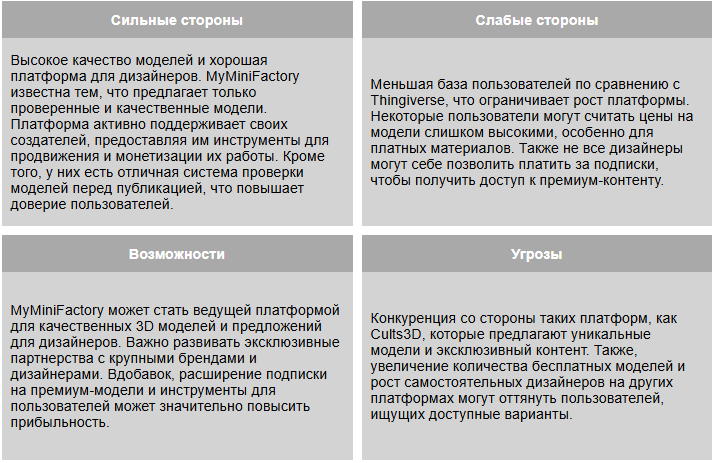 Сильные стороны
Высокое качество моделей и хорошая
платформа для дизайнеров. MyMiniFactory
известна тем, что предлагает только
проверенные и качественные модели.
Платформа активно поддерживает своих
создателей, предоставляя им инструменты для
продвижения и монетизации их работы. Кроме
того, у них есть отличная система проверки
моделей перед публикацией, что повышает
доверие пользователей.
Слабые стороны
Меньшая база пользователей по сравнению с
Thingiverse, что ограничивает рост платформы.
Некоторые пользователи могут считать цены на
модели слишком высокими, особенно для
платных материалов. Также не все дизайнеры
могут себе позволить платить за подписки,
чтобы получить доступ к премиум-контенту.
Возможности
MyMiniFactory может стать ведущей платформой
для качественных 3D моделей и предложений
для дизайнеров. Важно развивать эксклюзивные
партнерства с крупными брендами и
дизайнерами. Вдобавок, расширение подписки
на премиум-модели и инструменты для
пользователей может значительно повысить
прибыльность.
Угрозы
Конкуренция со стороны таких платформ, как
Cults3D, которые предлагают уникальные
модели и эксклюзивный контент. Также,
увеличение количества бесплатных моделей и
рост самостоятельных дизайнеров на других
платформах могут оттянуть пользователей,
ищущих доступные варианты.